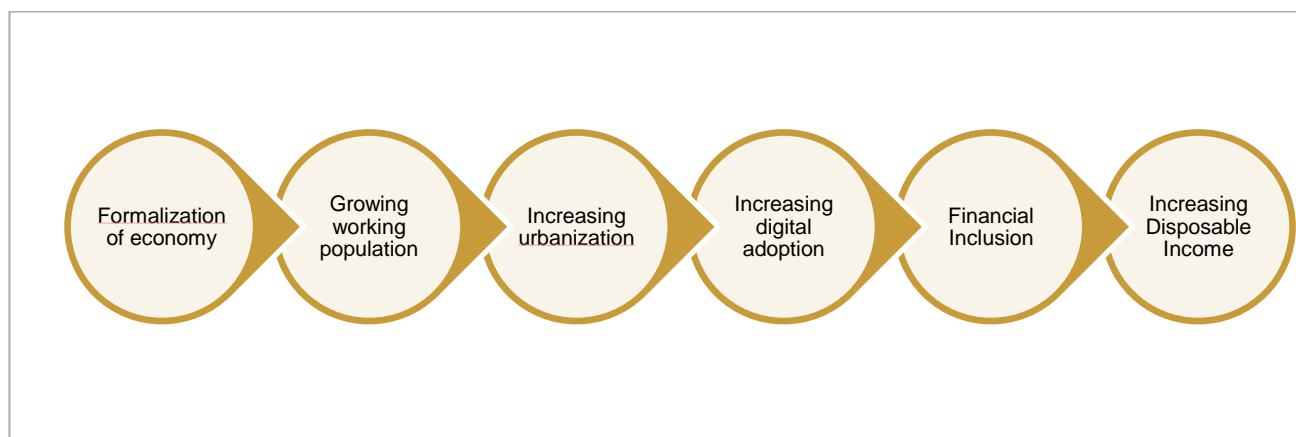 Formalization
of economy
Growing
working
population
Increasing
urbanization
Increasing
digital
adoption
Financial
Inclusion
Increasing
Disposable
Income